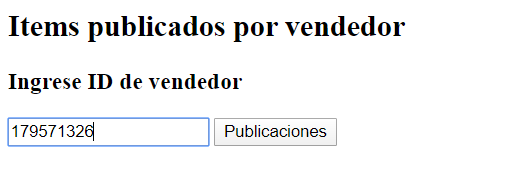 Items publicados por vendedor
Ingrese ID de vendedor
179571326 Publicaciones